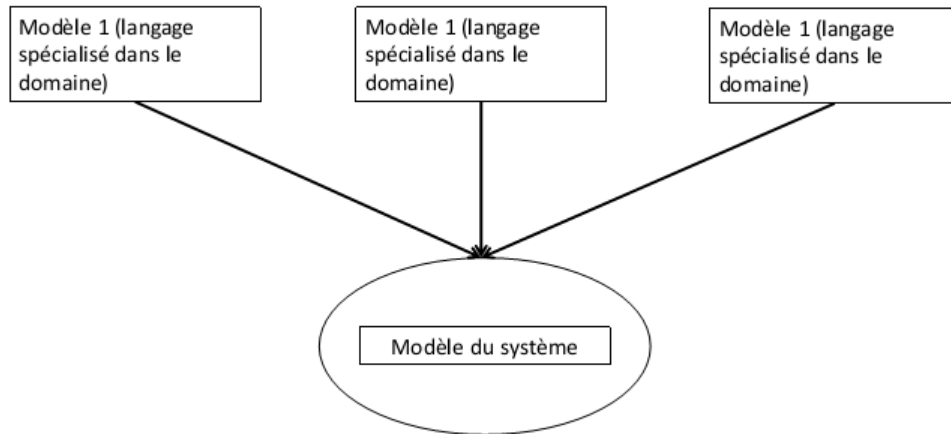 Modèle 1 (langage
spécialisé dans le
domaine)
Modèle 1 (langage
spécialisé dans le
domaine)
Modèle 1 (langage
spécialisé dans le
domaine)
Modèle du système